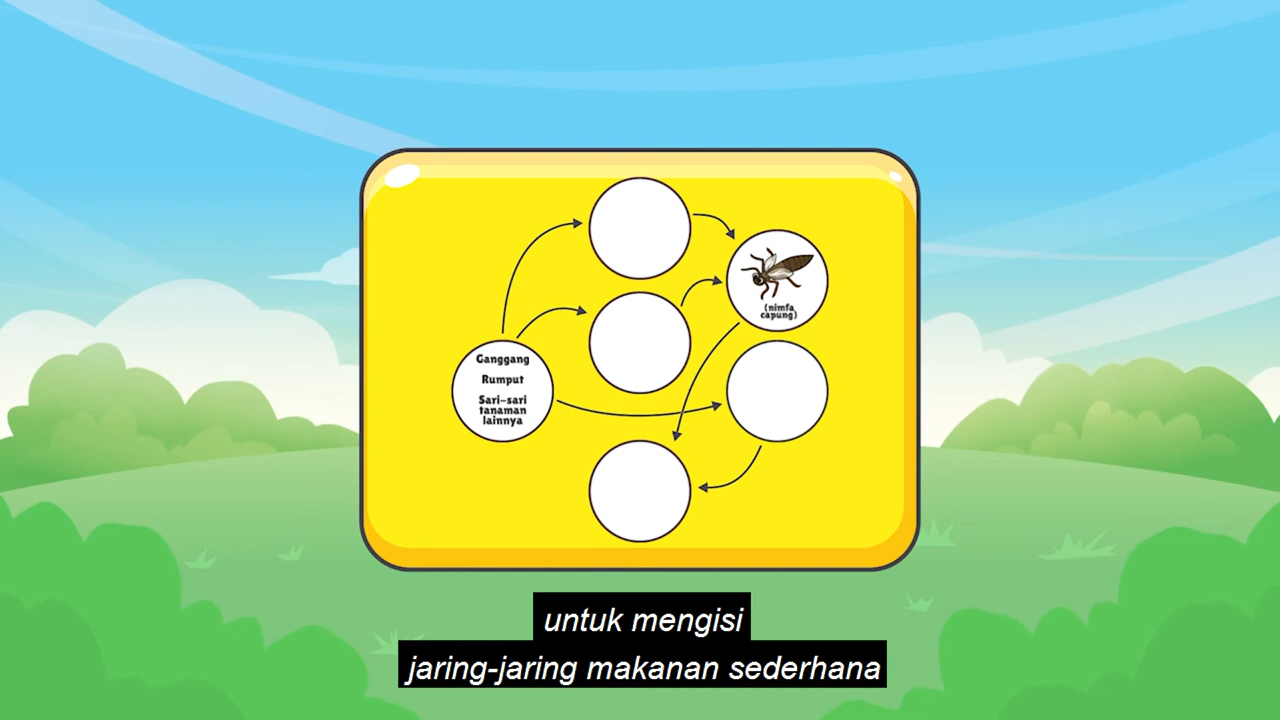 Ganggang
Rumput
Sari-sari
tanaman
lainnya
(nimfa
capung)
untuk mengisi
jaring-jaring makanan sederhana